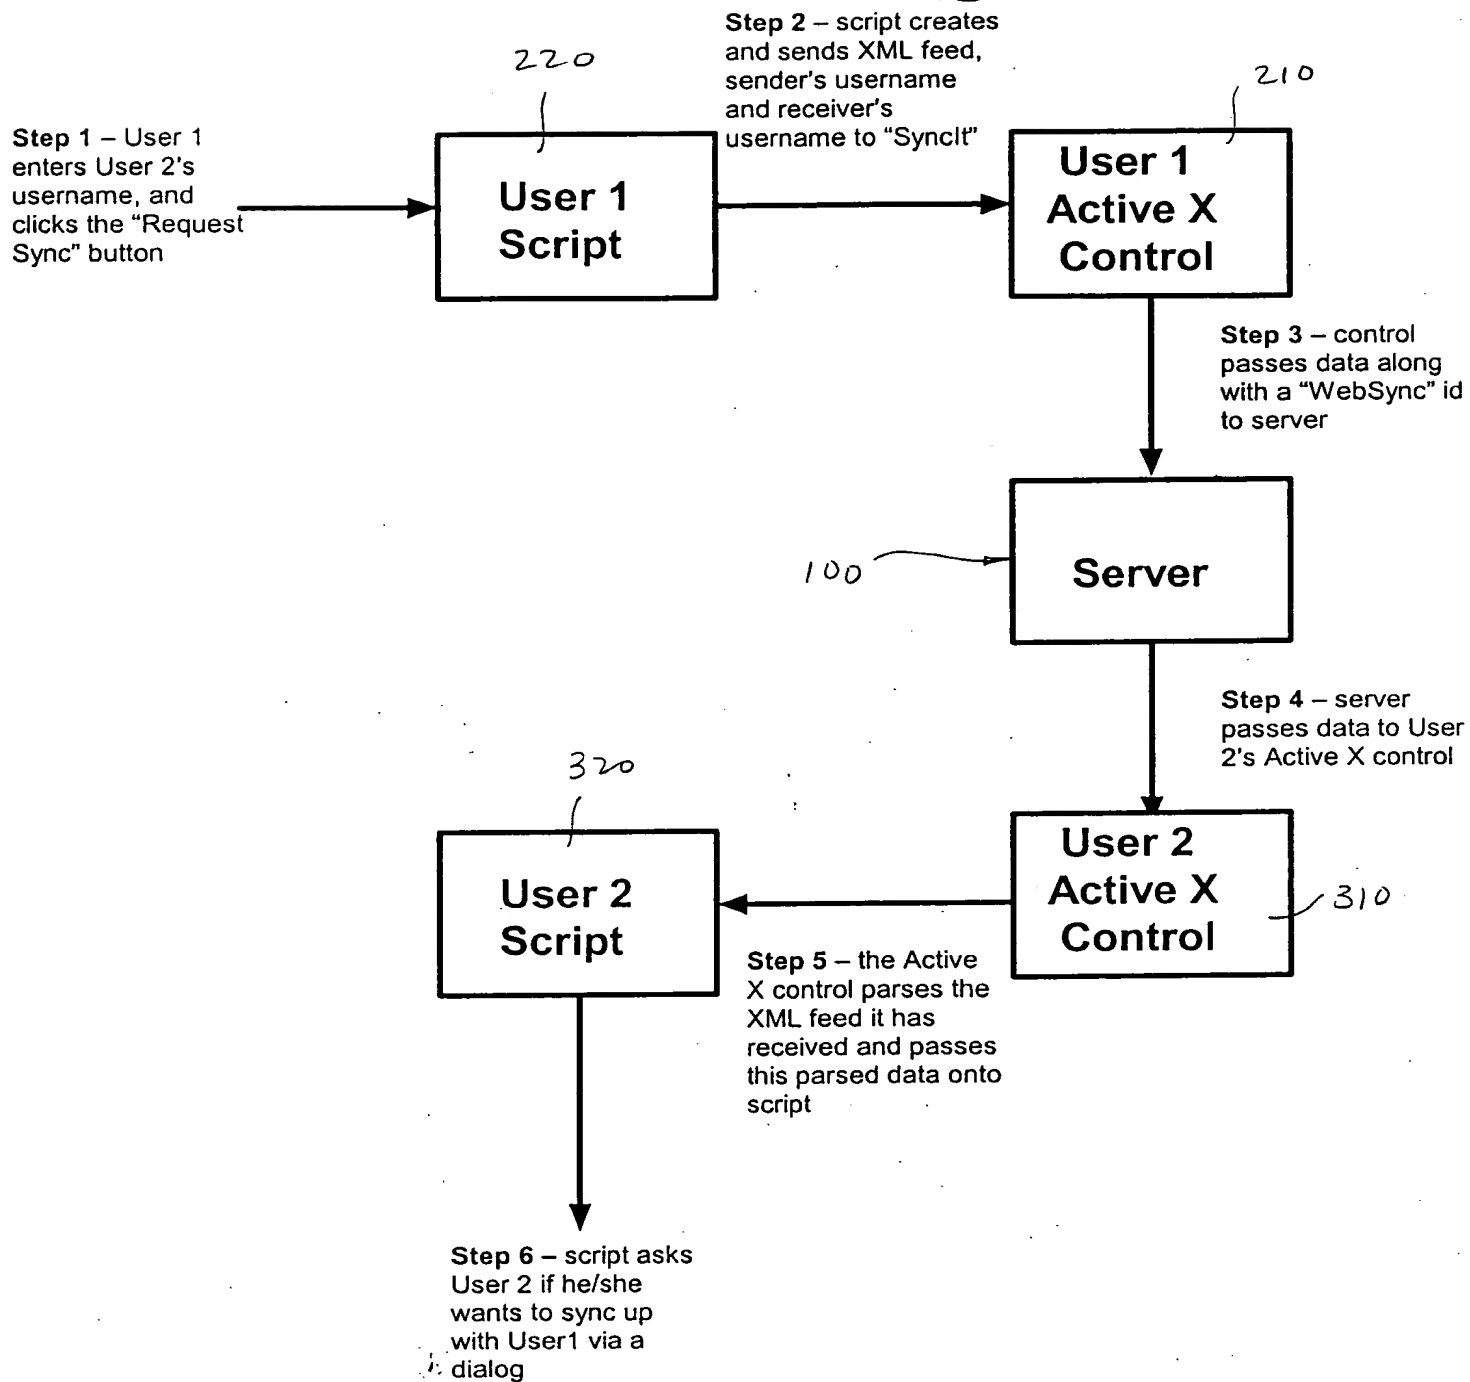 Step 2 – script creates
and sends XML feed,
sender's username
and receiver's
username to “SyncIt”
220
210
Step 1 – User 1
enters User 2's
username, and
clicks the “Request
Sync” button
User 1
Script
User 1
Active X
Control
Step 3 – control
passes data along
with a “WebSync” id
to server
100
Server
Step 4 – server
passes data to User
2's Active X control
320
User 2
Script
User 2
Active X
Control
310
Step 5 – the Active
X control parses the
XML feed it has
received and passes
this parsed data onto
script
Step 6 – script asks
User 2 if he/she
wants to sync up
with User1 via a
dialog